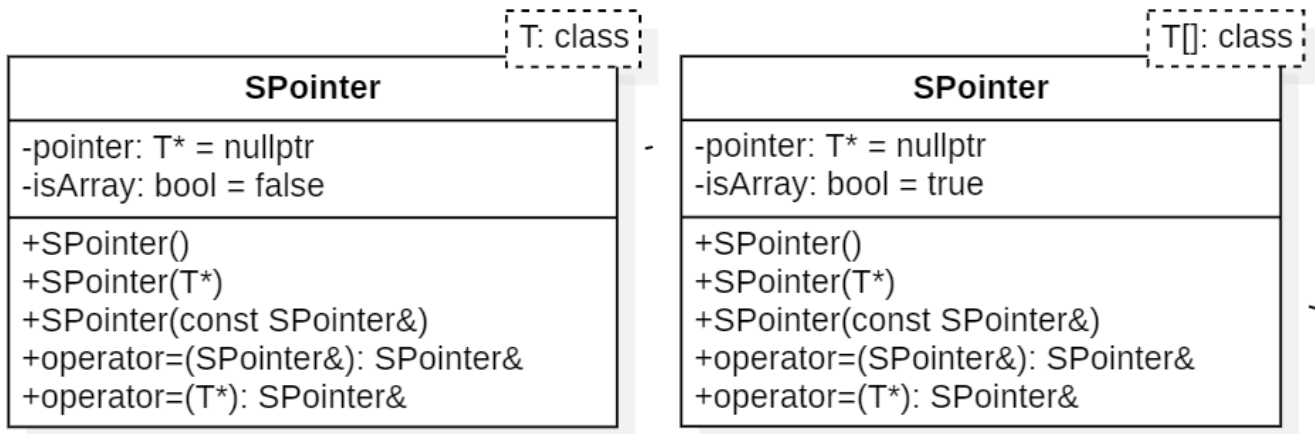 T: class
SPointer
-pointer: T* = nullptr
-isArray: bool = false
+SPointer()
+SPointer(T*)
+SPointer(const SPointer&)
+operator=(SPointer&): SPointer&
+operator=(T*): SPointer&
T[]: class
SPointer
-pointer: T* = nullptr
-isArray: bool = true
+SPointer()
+SPointer(T*)
+SPointer(const SPointer&)
+operator=(SPointer&): SPointer&
+operator=(T*): SPointer&